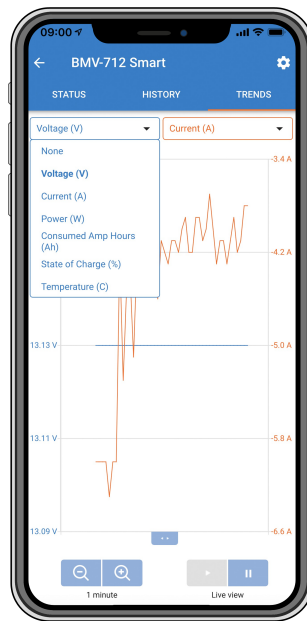 09:00
BMV-712 Smart
STATUS HISTORY TRENDS
Voltage (V) Current (A)
None
Voltage (V)
Current (A)
Power (W)
Consumed Amp Hours
(Ah)
State of Charge (%)
Temperature (C)
-3.4 A
-4.2 A
13.13 V -5.0 A
13.11 V -5.8 A
13.09 V -6.6 A
1 minute Live view